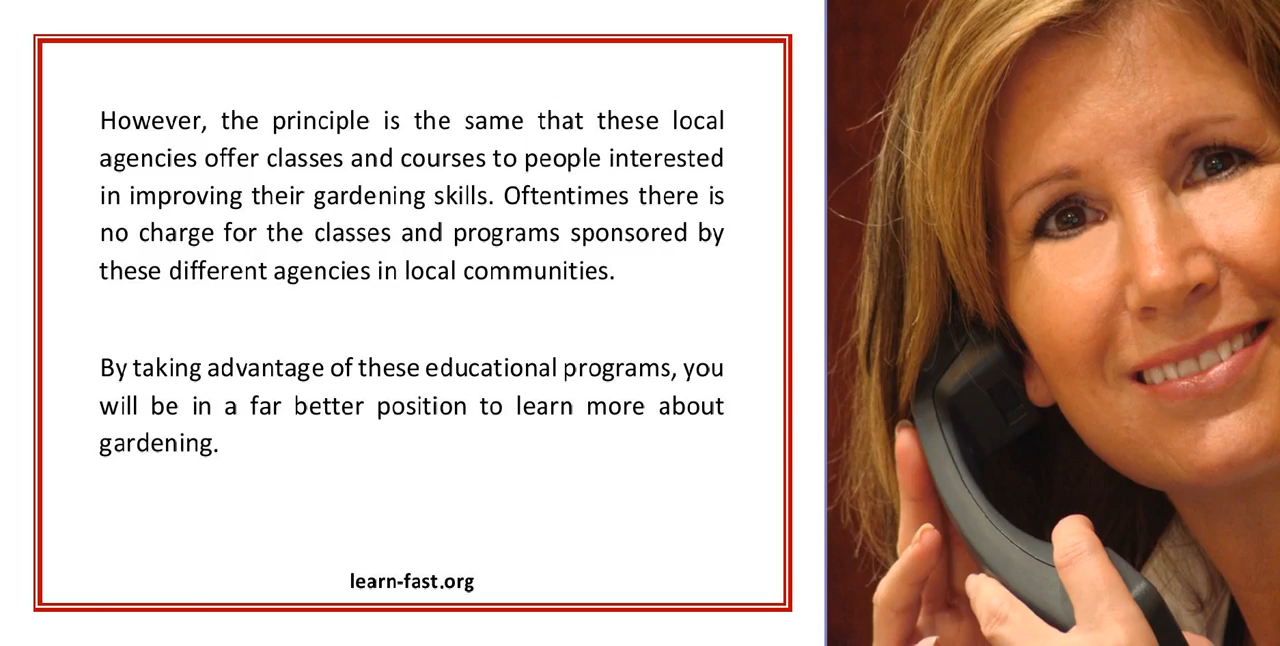 However, the principle is the same that these local
agencies offer classes and courses to people interested
in improving their gardening skills. Oftentimes there is
no charge for the classes and programs sponsored by
these different agencies in local communities.
By taking advantage of these educational programs, you
will be in a far better position to learn more about
gardening.
learn-fast.org